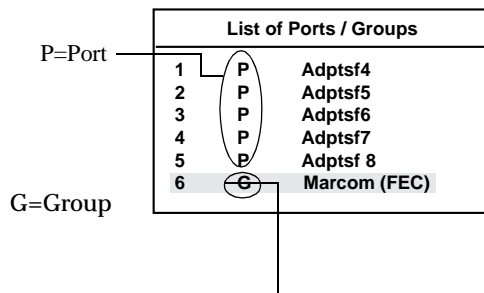 List of Ports / Groups
P=Port
1 P Adptsf4
2 P Adptsf5
3 P Adptsf6
4 P Adptsf7
5 P Adptsf 8
6 G Marcom (FEC)
G=Group